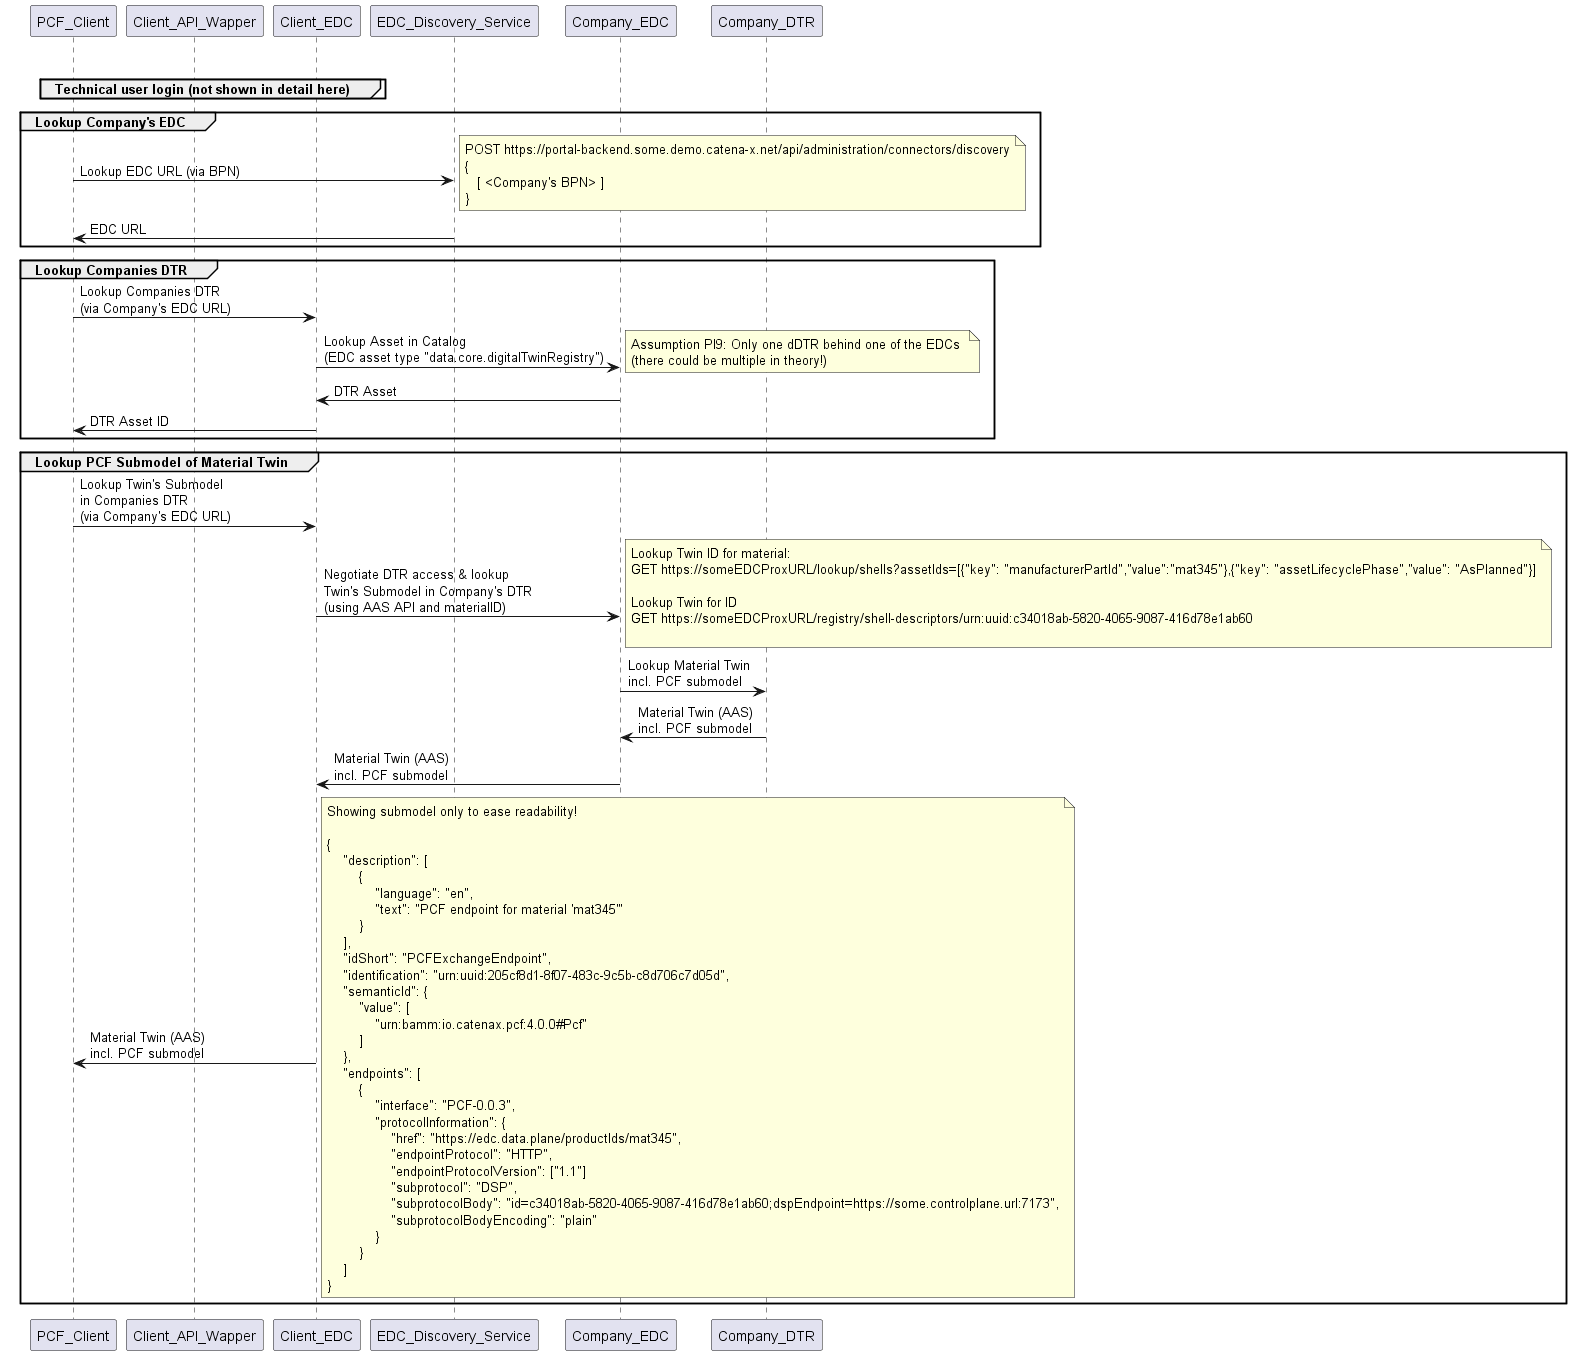 PCF_Client
Client_API_Wapper
Client_EDC
EDC_Discovery_Service
Company_EDC
Company_DTR
Technical user login (not shown in detail here)
Lookup Company's EDC
Lookup EDC URL (via BPN)
POST https://portal-backend.some.demo.catena-x.net/api/administration/connectors/discovery
{
[ <Company's BPN> ]
}
EDC URL
Lookup Companies DTR
Lookup Companies DTR
(via Company's EDC URL)
Lookup Asset in Catalog
(EDC asset type "data.core.digitalTwinRegistry")
Assumption PI9: Only one dDTR behind one of the EDCs
(there could be multiple in theory!)
DTR Asset
DTR Asset ID
Lookup PCF Submodel of Material Twin
Lookup Twin's Submodel
in Companies DTR
(via Company's EDC URL)
Negotiate DTR access & lookup
Twin's Submodel in Company's DTR
(using AAS API and materialID)
Lookup Twin ID for material:
GET https://someEDCProxURL/lookup/shells?assetIds=[{"key": "manufacturerPartId","value":"mat345"},{"key": "assetLifecyclePhase","value": "AsPlanned"}]
Lookup Twin for ID
GET https://someEDCProxURL/registry/shell-descriptors/urn:uuid:c34018ab-5820-4065-9087-416d78e1ab60
Lookup Material Twin
incl. PCF submodel
Material Twin (AAS)
incl. PCF submodel
Material Twin (AAS)
incl. PCF submodel
Material Twin (AAS)
incl. PCF submodel
Showing submodel only to ease readability!
{
"description": [
{
"language": "en",
"text": "PCF endpoint for material 'mat345'"
}
],
"idShort": "PCFExchangeEndpoint",
"identification": "urn:uuid:205cf8d1-8f07-483c-9c5b-c8d706c7d05d",
"semanticId": {
"value": [
"urn:bamm:io.catenax.pcf:4.0.0#Pcf"
]
},
"endpoints": [
{
"interface": "PCF-0.0.3",
"protocolInformation": {
"href": "https://edc.data.plane/productIds/mat345",
"endpointProtocol": "HTTP",
"endpointProtocolVersion": ["1.1"]
"subprotocol": "DSP",
"subprotocolBody": "id=c34018ab-5820-4065-9087-416d78e1ab60;dspEndpoint=https://some.controlplane.url:7173",
"subprotocolBodyEncoding": "plain"
}
}
]
}
PCF_Client
Client_API_Wapper
Client_EDC
EDC_Discovery_Service
Company_EDC
Company_DTR